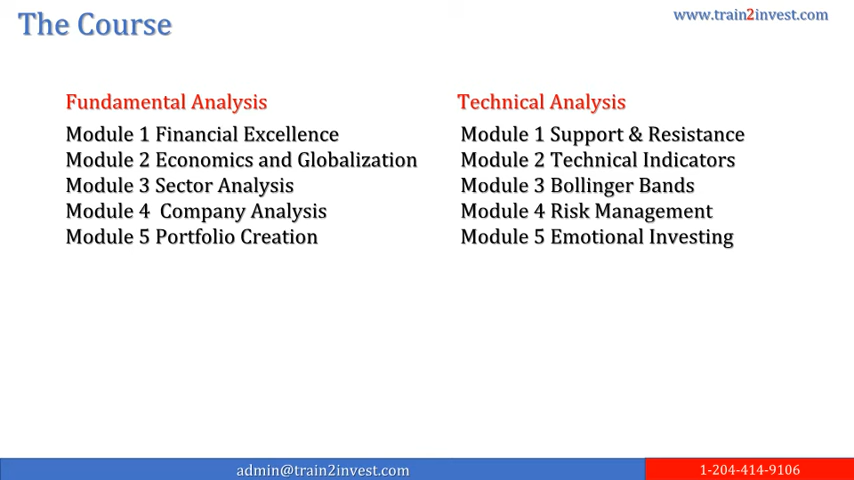 The Course
www.train2invest.com
Fundamental Analysis
Module 1 Financial Excellence
Module 2 Economics and Globalization
Module 3 Sector Analysis
Module 4  Company Analysis
Module 5 Portfolio Creation
Technical Analysis
Module 1 Support & Resistance
Module 2 Technical Indicators
Module 3 Bollinger Bands
Module 4 Risk Management
Module 5 Emotional Investing
admin@train2invest.com
1-204-414-9106